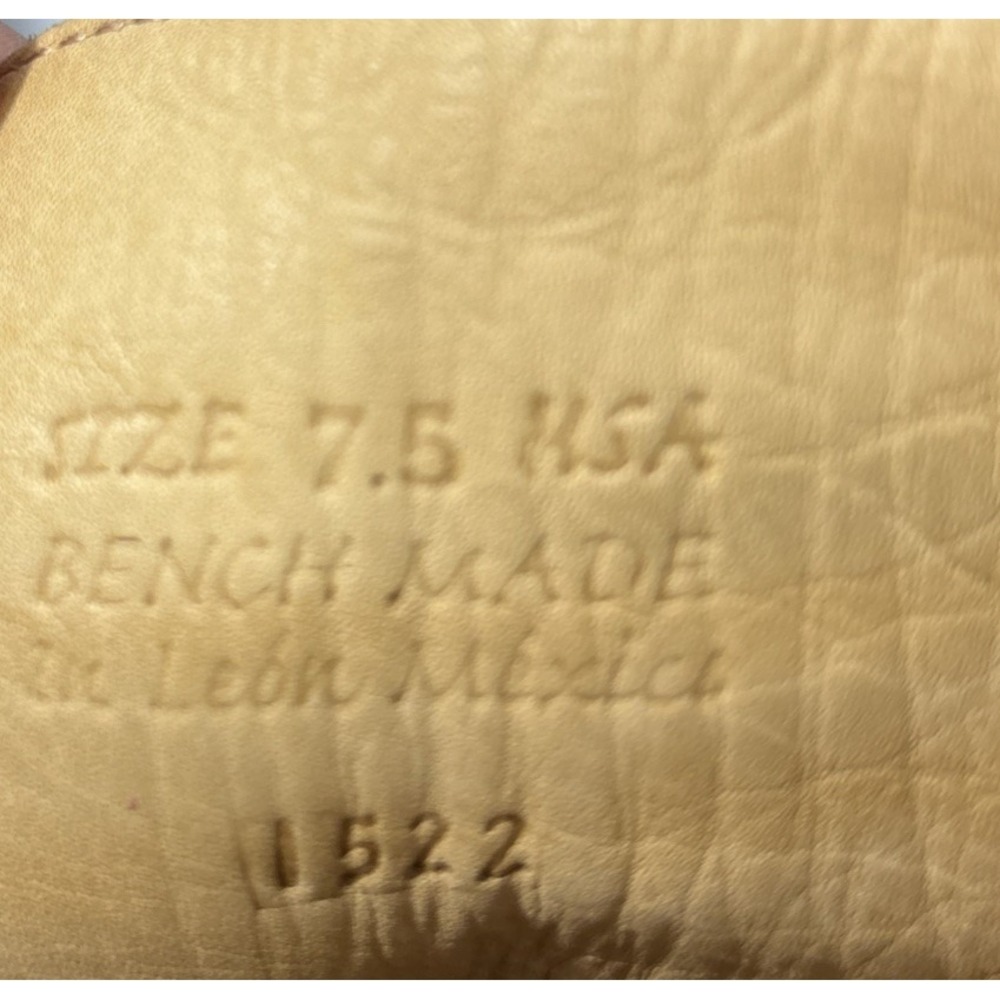 SIZE 7.5 USA
BENCH MADE
in León México
1522